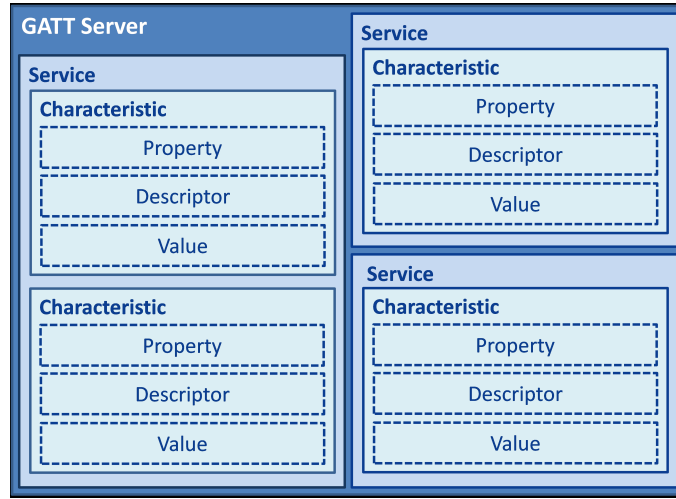 GATT Server
Service
Characteristic
Property
Descriptor
Value
Characteristic
Property
Descriptor
Value
Service
Characteristic
Property
Descriptor
Value
Service
Characteristic
Property
Descriptor
Value